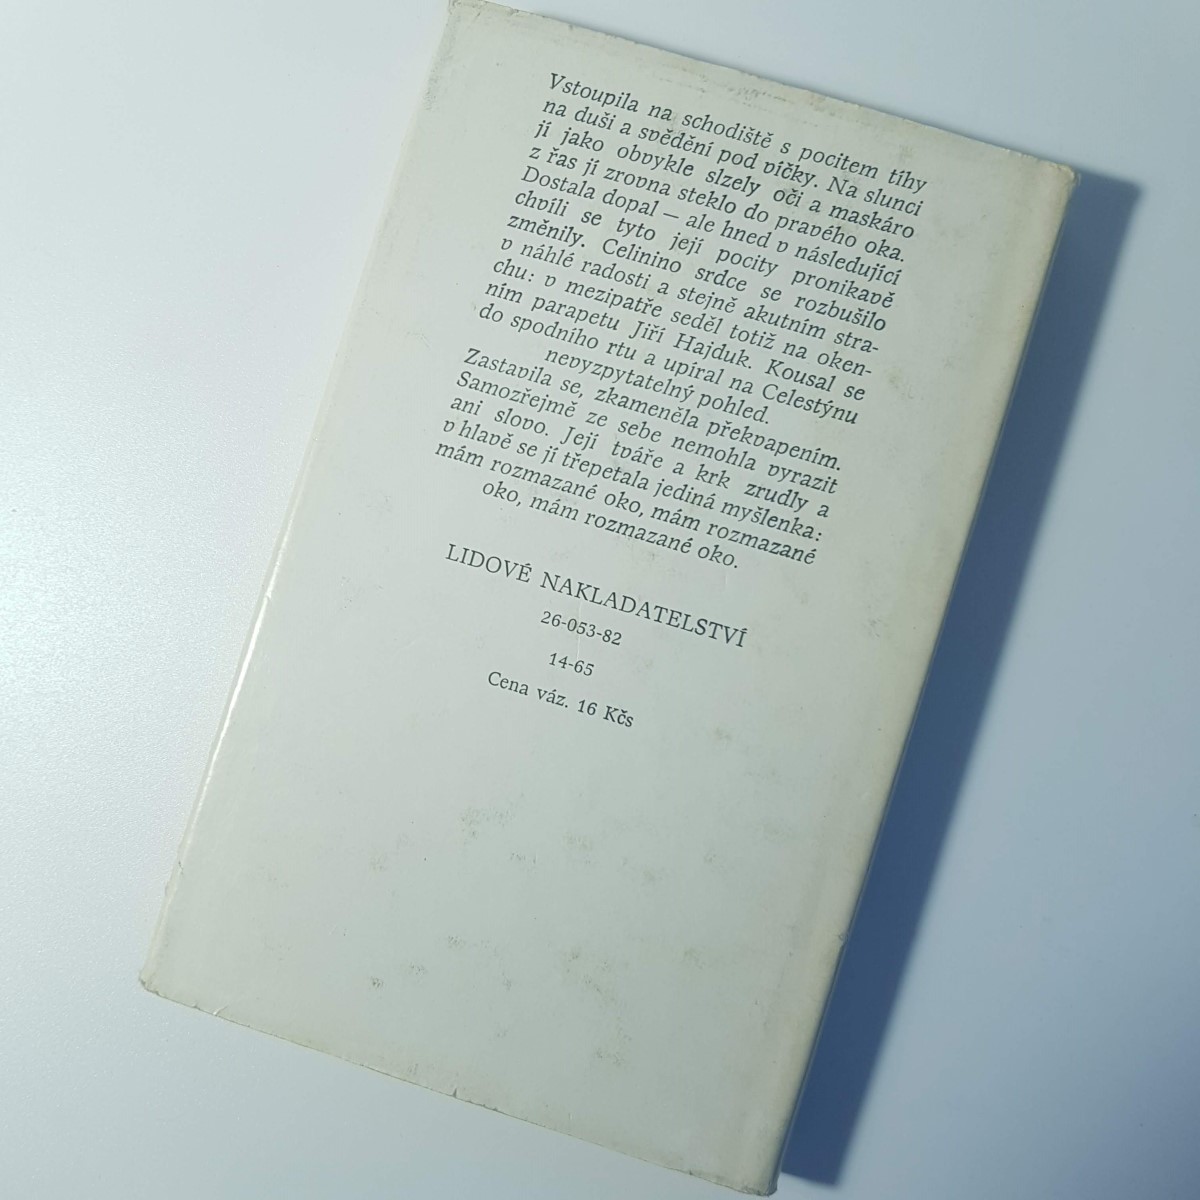 Vstoupila na schodiště s pocitem tíhy
na duši a svědění pod víčky. Na slunci
jí jako obvykle slzely oči a maskáro
z řas jí zrovna steklo do pravého oka.
Dostala dopal — ale hned v následující
chvíli se tyto její pocity pronikavě
změnily. Celinino srdce se rozbušilo
v náhlé radosti a stejně akutním stra-
chu: v mezipatře seděl totiž na oken-
ním parapetu Jiří Hajduk. Kousal se
do spodního rtu a upíral na Celestýnu
nevyzpytatelný pohled.
Zastavila se, zkameněla překvapením.
Samozřejmě ze sebe nemohla vyrazit
ani slovo. Její tváře a krk zrudly a
v hlavě se jí třepetala jediná myšlenka:
mám rozmazané oko, mám rozmazané
oko, mám rozmazané oko.
LIDOVÉ NAKLADATELSTVÍ
26-053-82
14-65
Cena váz. 16 Kčs